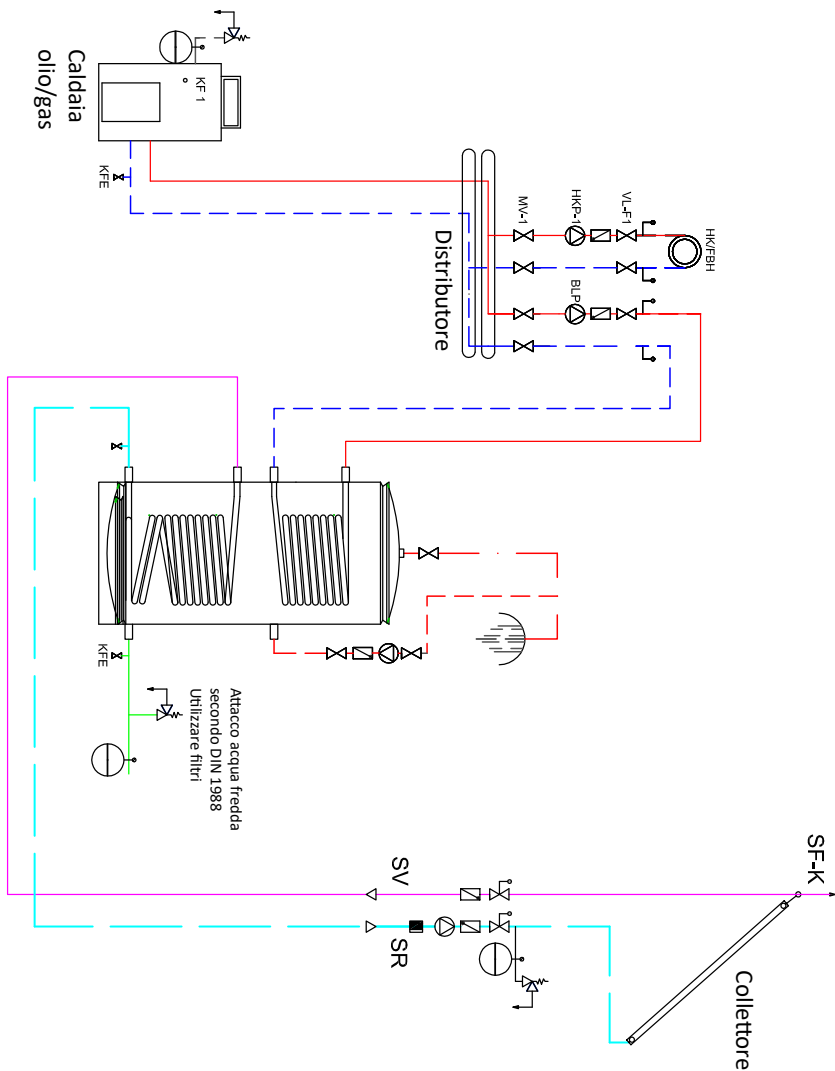 Caldaia
olio/gas
KF 1
KFE
Distributore
MV-1
HKP-1
VL-F1
HK/FBH
BLP
KFE
Attacco acqua fredda
secondo DIN 1988
Utilizzare filtri
SV
SR
SF-K
Collettore